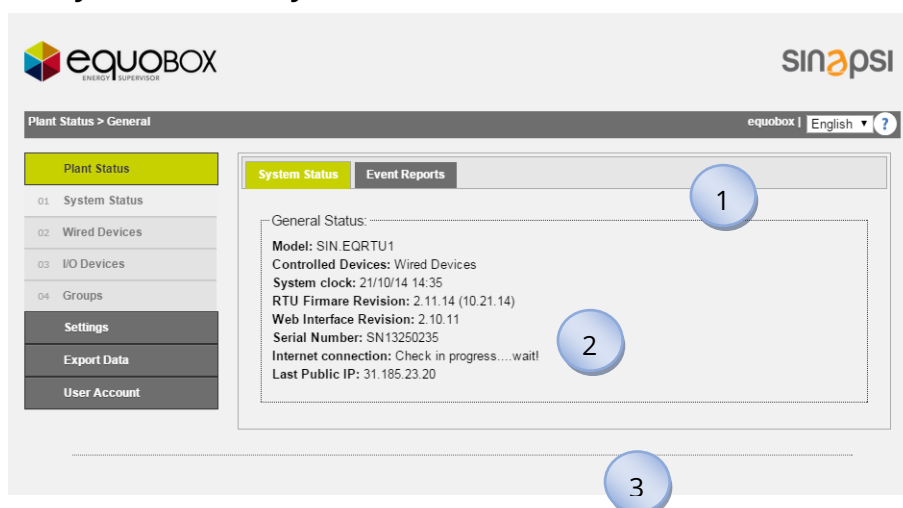 equoBOX
ENERGY SUPERVISOR
sinapsi
Plant Status > General
equobox | English ?
Plant Status
System Status Event Reports
1
01 System Status
General Status:
02 Wired Devices
Model: SIN.EQRTU1
03 I/O Devices
Controlled Devices: Wired Devices
System clock: 21/10/14 14:35
04 Groups
RTU Firmare Revision: 2.11.14 (10.21.14)
Settings
Web Interface Revision: 2.10.11
Serial Number: SN13250235
2
Export Data
Internet connection: Check in progress....wait!
Last Public IP: 31.185.23.20
User Account
3